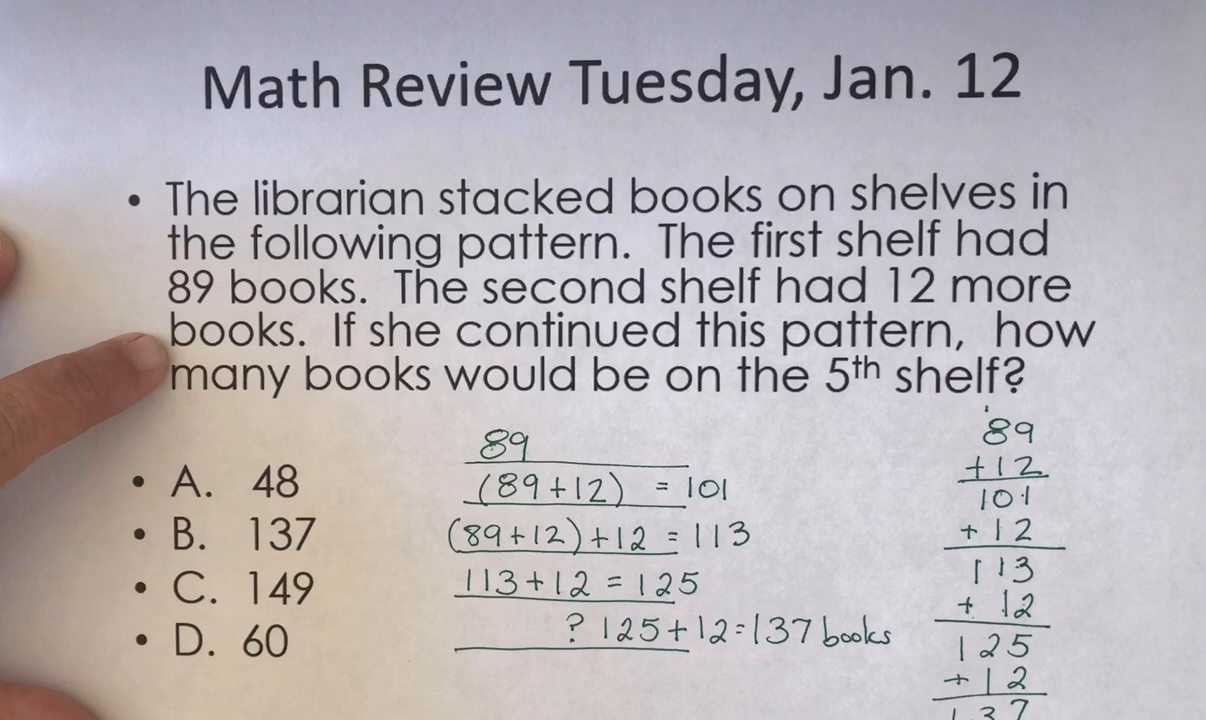 Math Review Tuesday, Jan. 12
• The librarian stacked books on shelves in
the following pattern. The first shelf had
89 books. The second shelf had 12 more
books. If she continued this pattern, how
many books would be on the 5th shelf?
• A. 48
• B. 137
• C. 149
• D. 60
89
(89+12) = 101
(89+12)+12 = 113
113+12 = 125
? 125+12=137 books
1
89
+12
101
+12
113
+ 12
125
+12
137